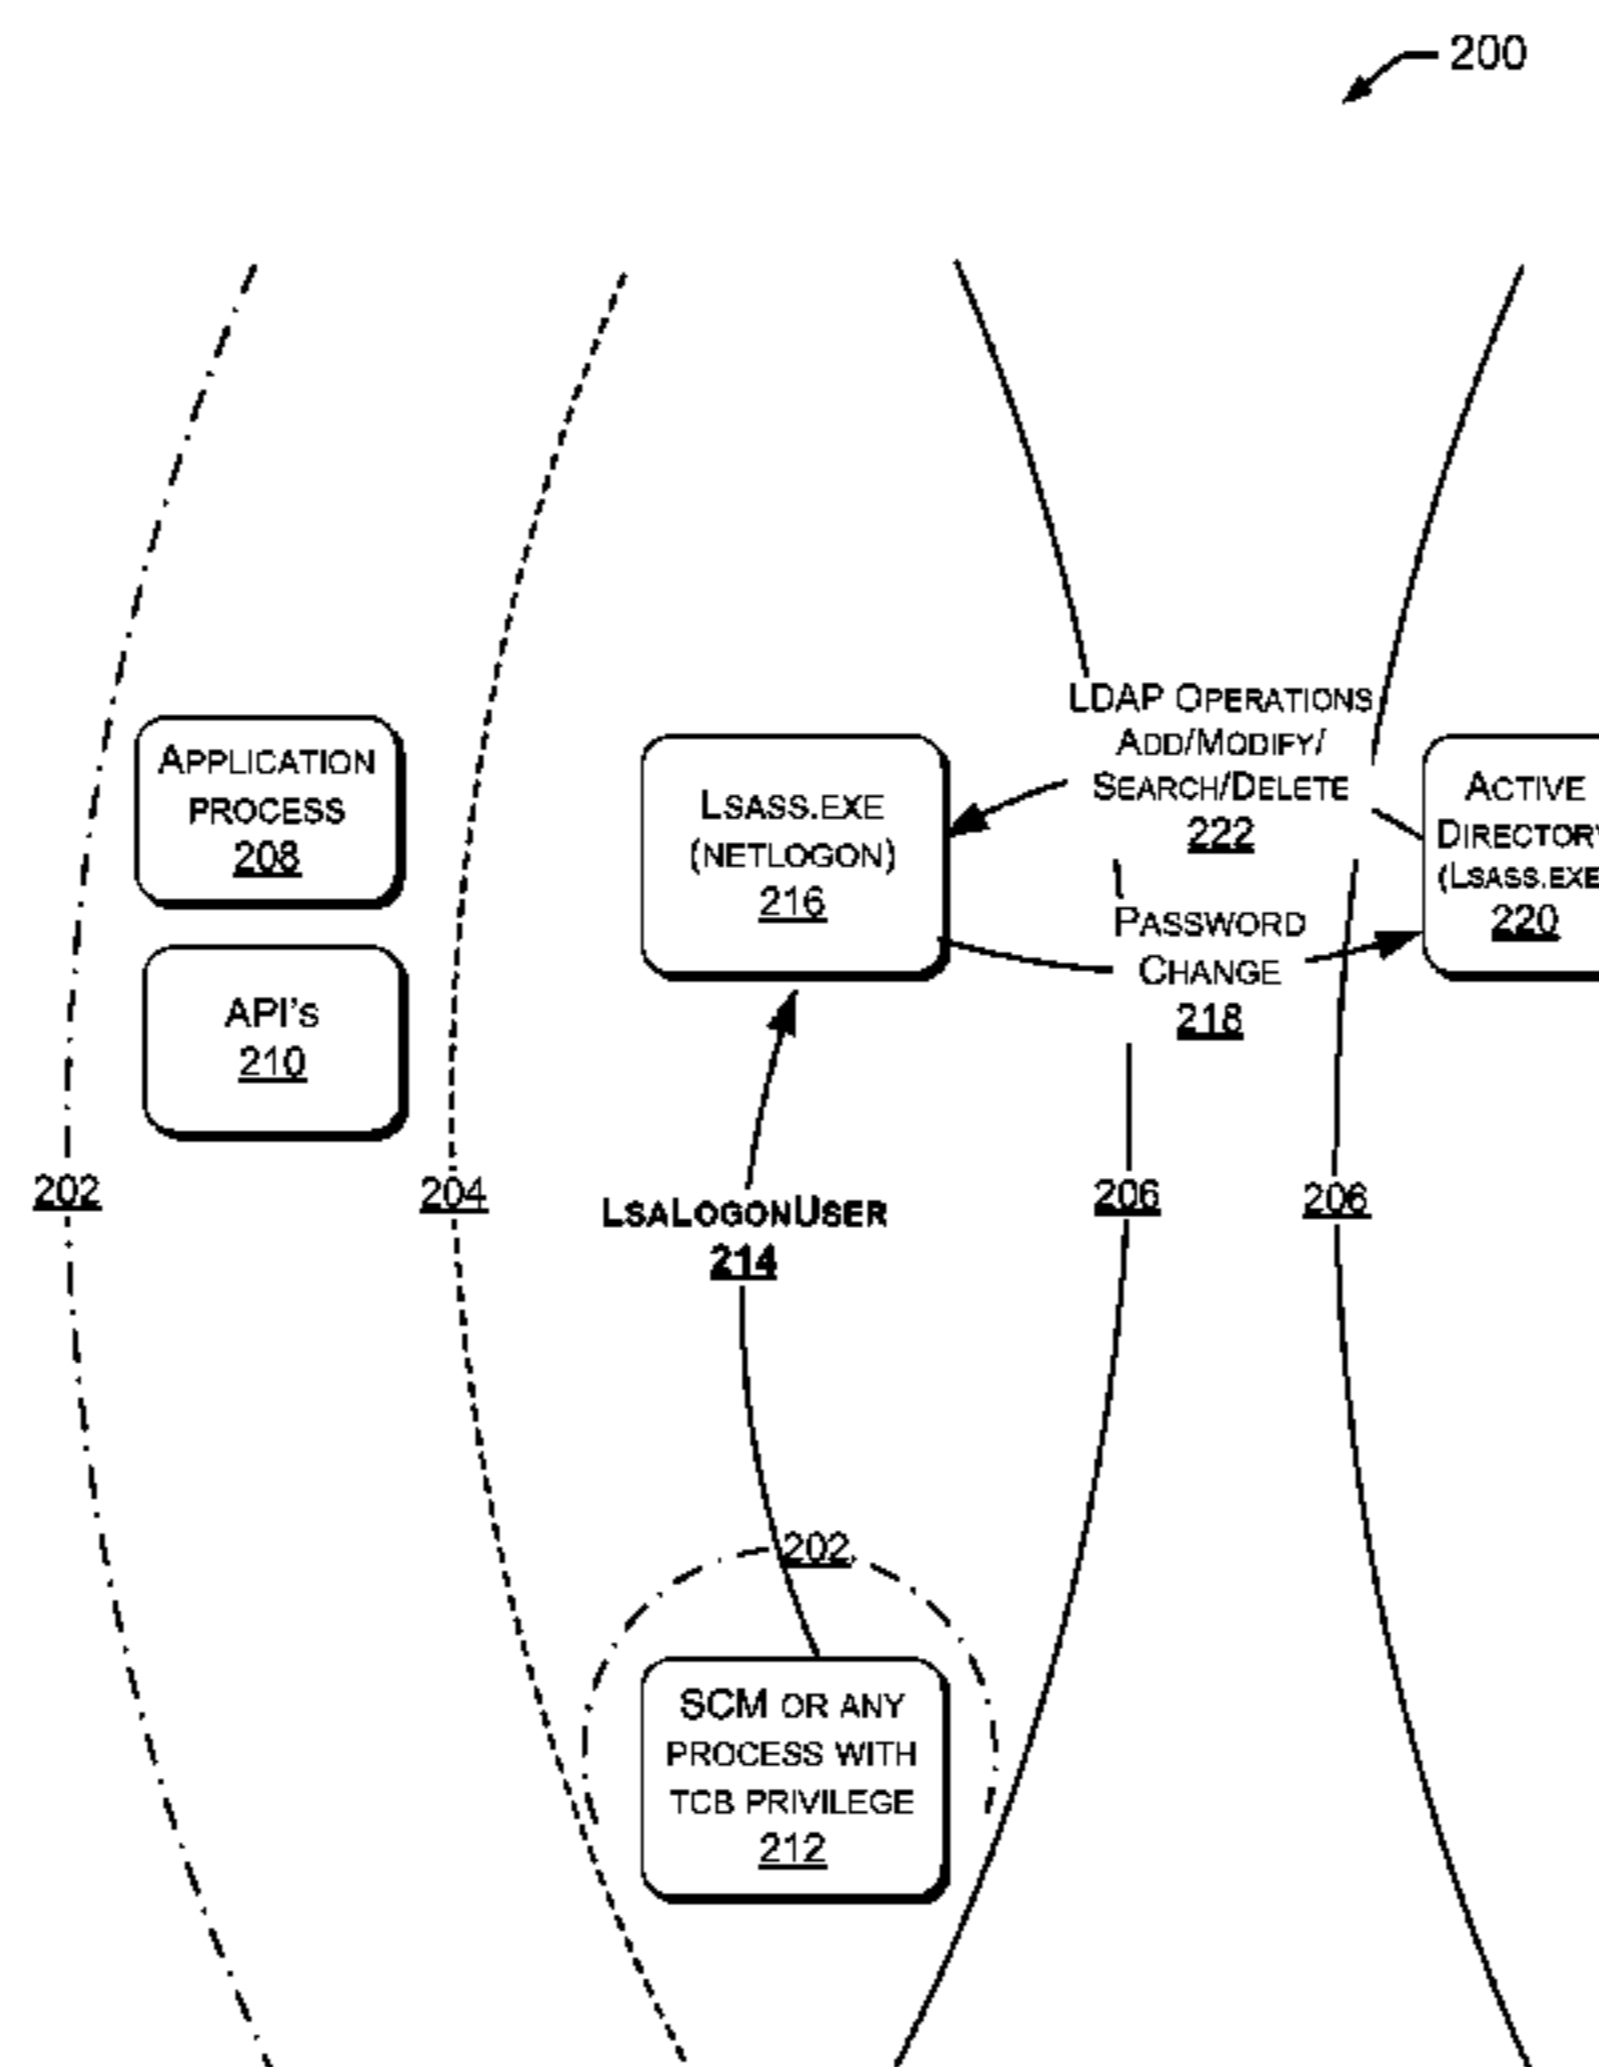 200
LDAP OPERATIONS
ADD/MODIFY/
SEARCH/DELETE
222
APPLICATION
PROCESS
208
LSASS.EXE
(NETLOGON)
216
ACTIVE
DIRECTORY
(LSASS.EXE
220
PASSWORD
CHANGE
218
API'S
210
202
204
LSALOGONUSER
214
206
206
202
SCM OR ANY
PROCESS WITH
TCB PRIVILEGE
212